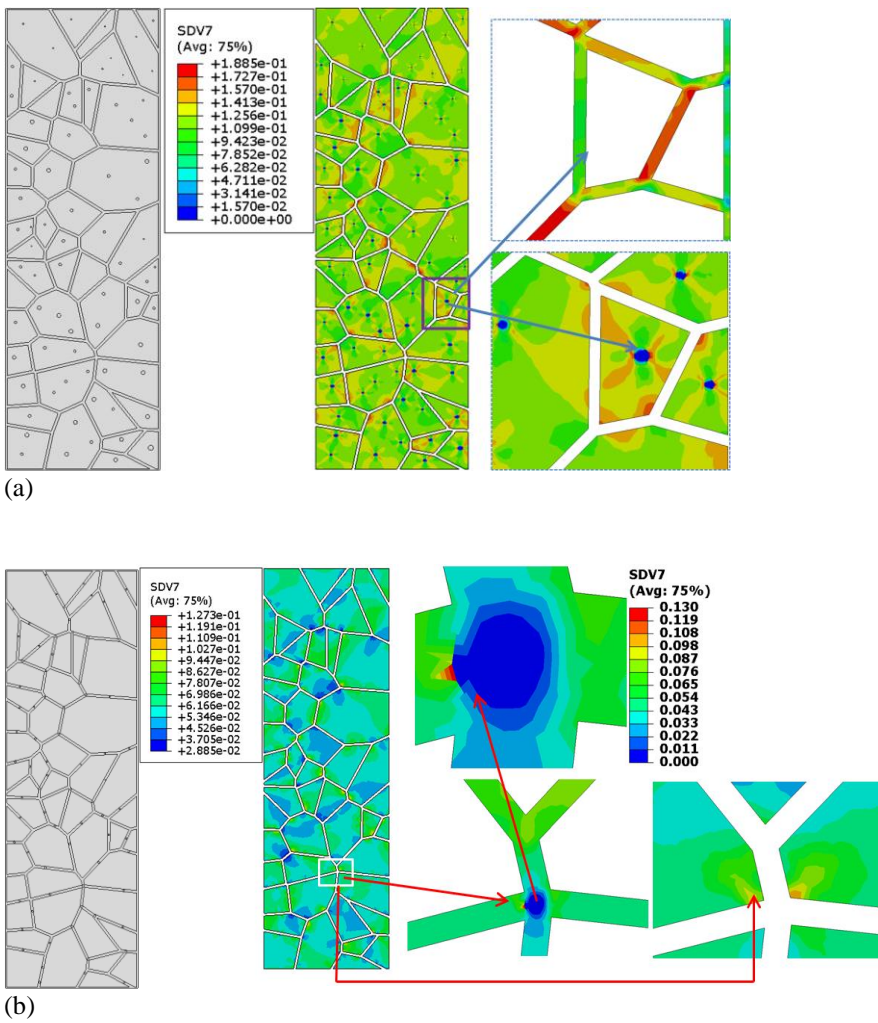 SDV7
(Avg: 75%)
+1.885e-01
+1.727e-01
+1.570e-01
+1.413e-01
+1.256e-01
+1.099e-01
+9.423e-02
+7.852e-02
+6.282e-02
+4.711e-02
+3.141e-02
+1.570e-02
+0.000e+00
(a)
SDV7
(Avg: 75%)
+1.273e-01
+1.191e-01
+1.109e-01
+1.027e-01
+9.447e-02
+8.627e-02
+7.807e-02
+6.986e-02
+6.166e-02
+5.346e-02
+4.526e-02
+3.705e-02
+2.885e-02
SDV7
(Avg: 75%)
0.130
0.119
0.108
0.098
0.087
0.076
0.065
0.054
0.043
0.033
0.022
0.011
0.000
(b)